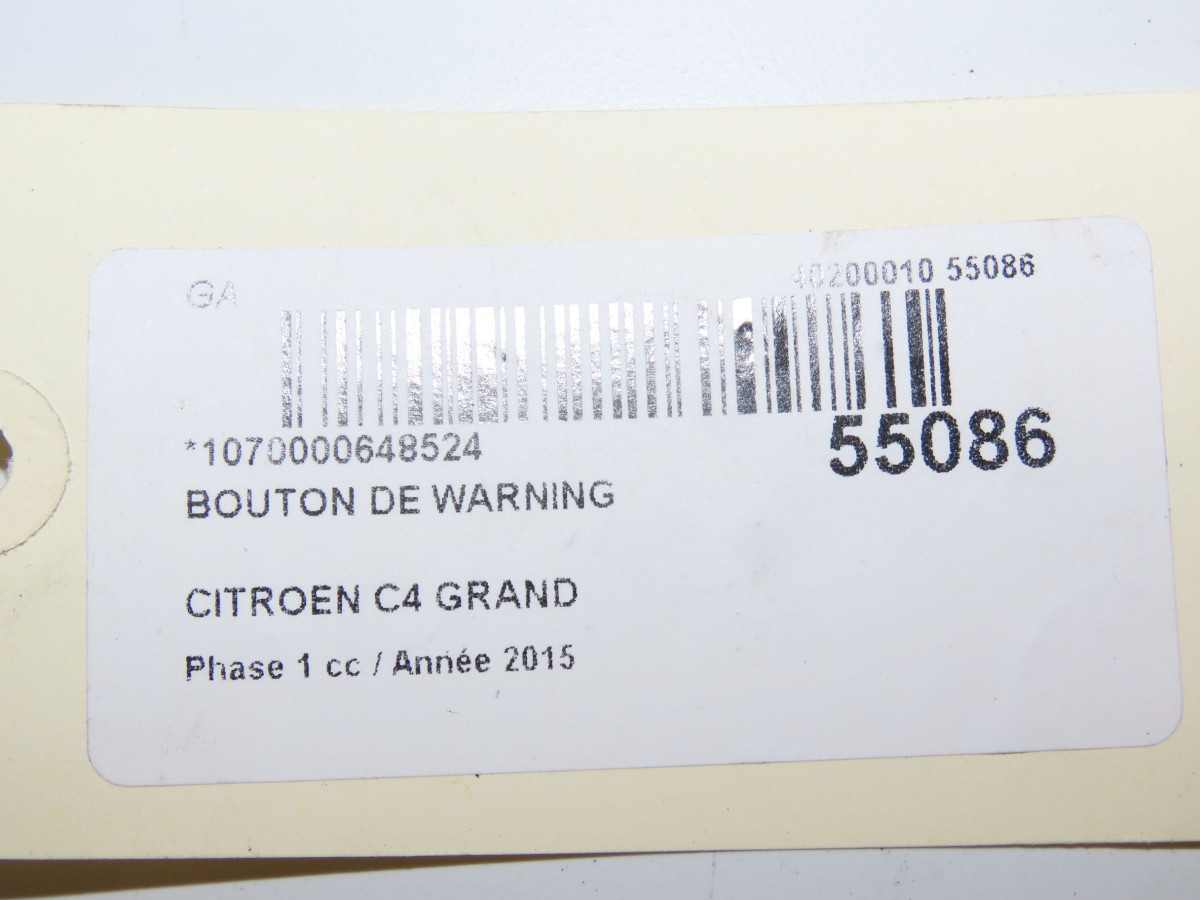 GA 40200010 55086
55086
*1070000648524
BOUTON DE WARNING
CITROEN C4 GRAND
Phase 1 cc / Année 2015